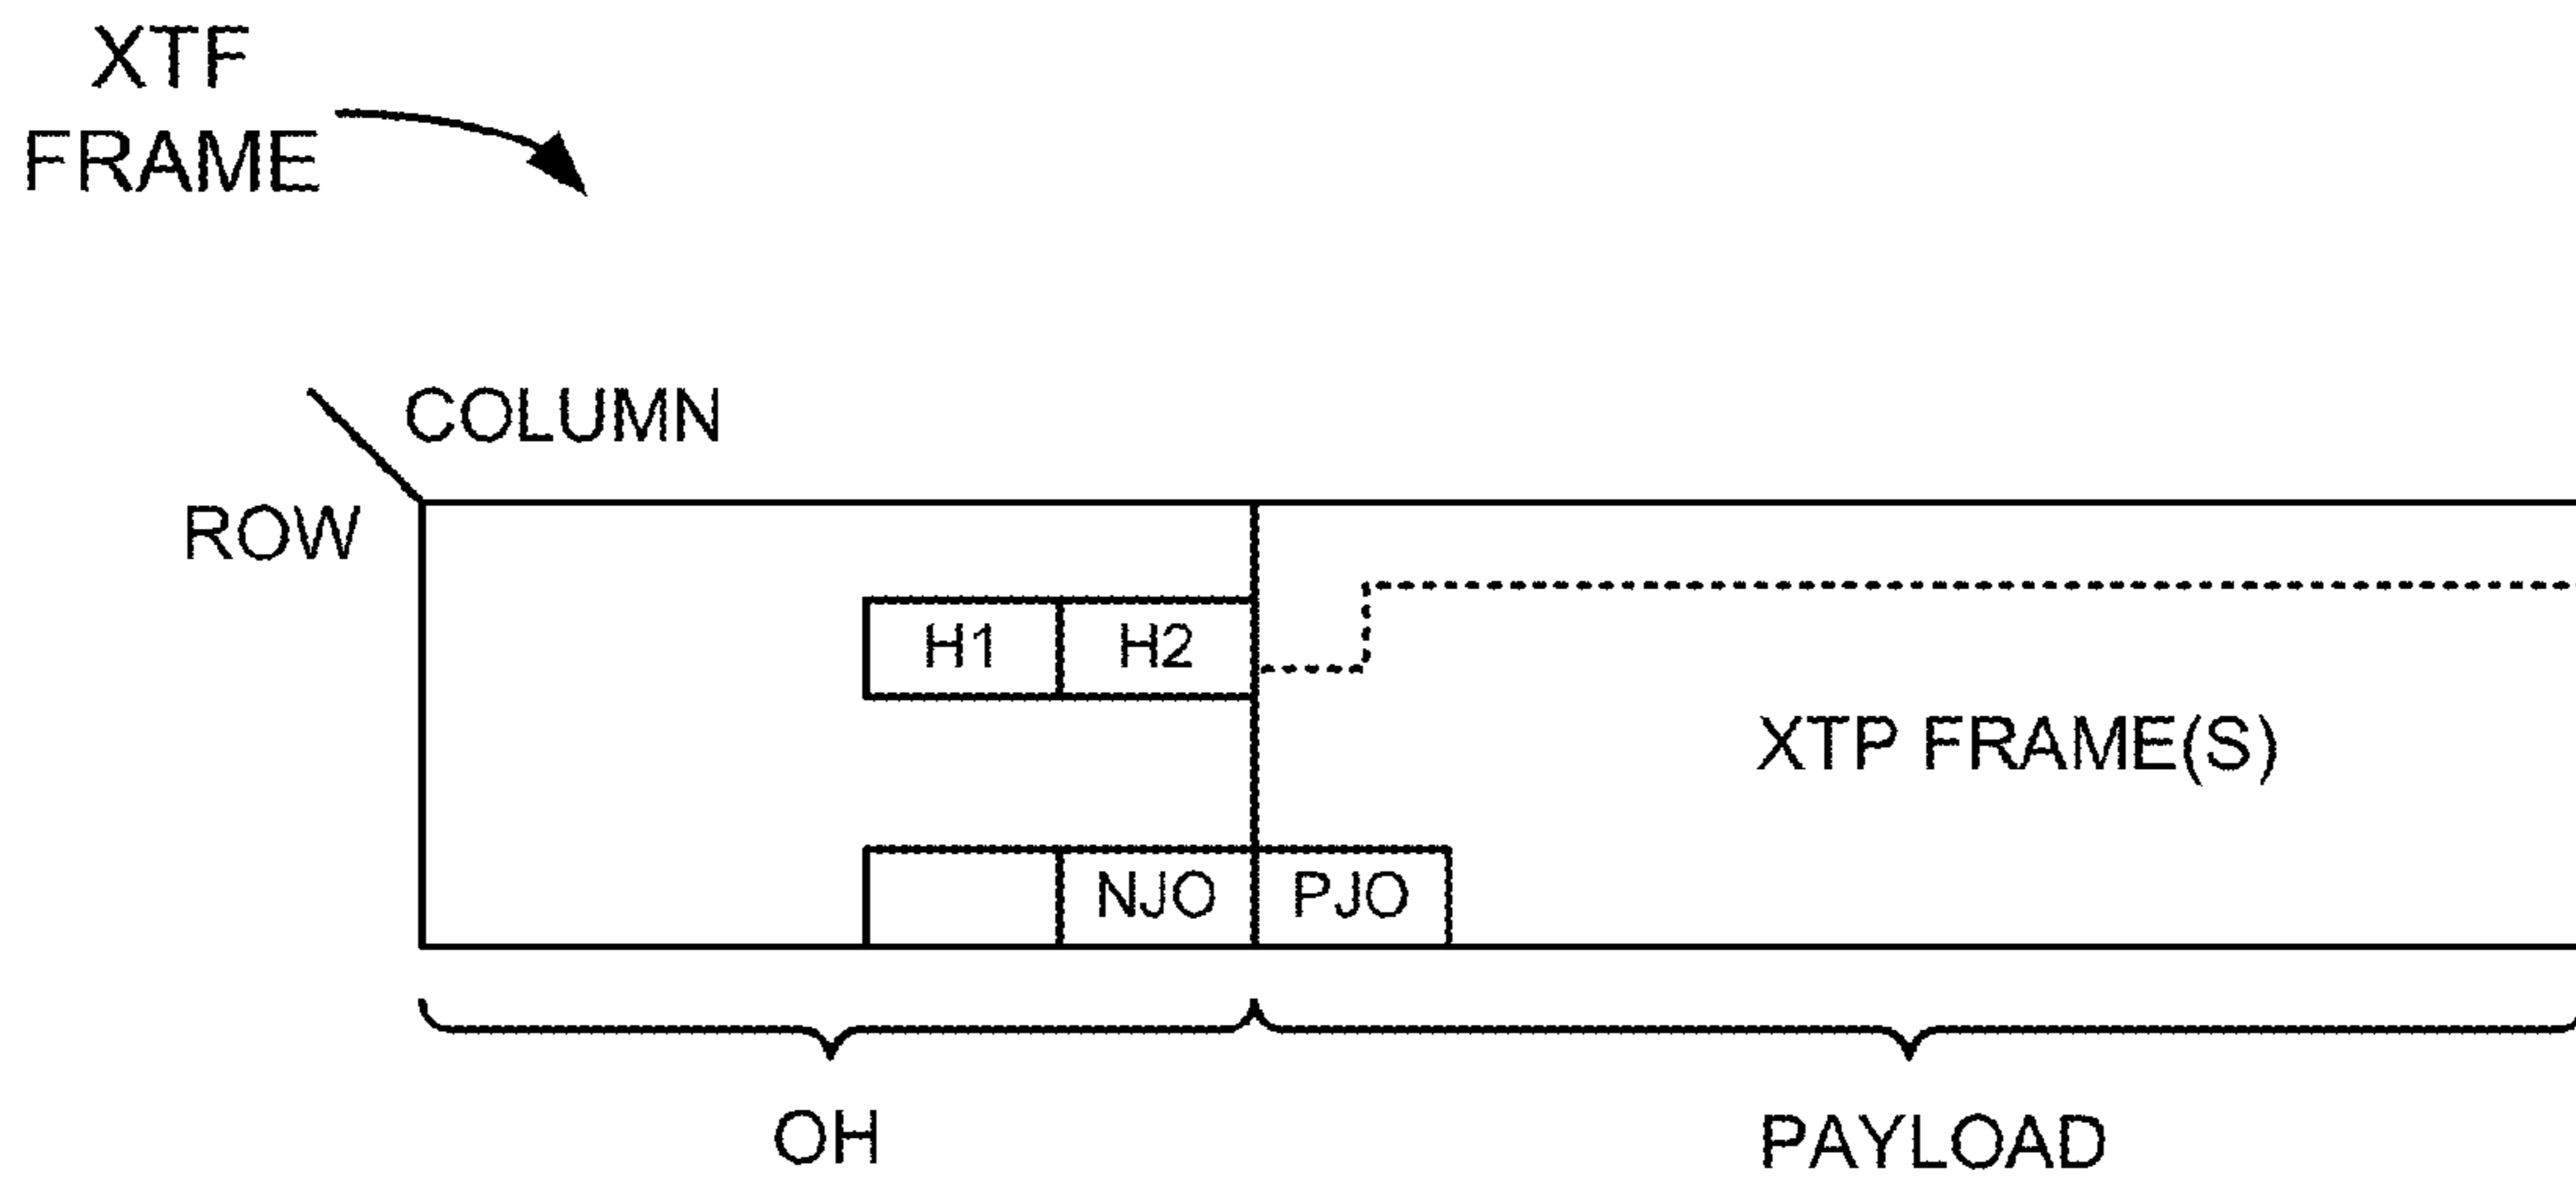 XTF
FRAME
COLUMN
ROW
H1 H2
XTP FRAME(S)
NJO PJO
OH PAYLOAD